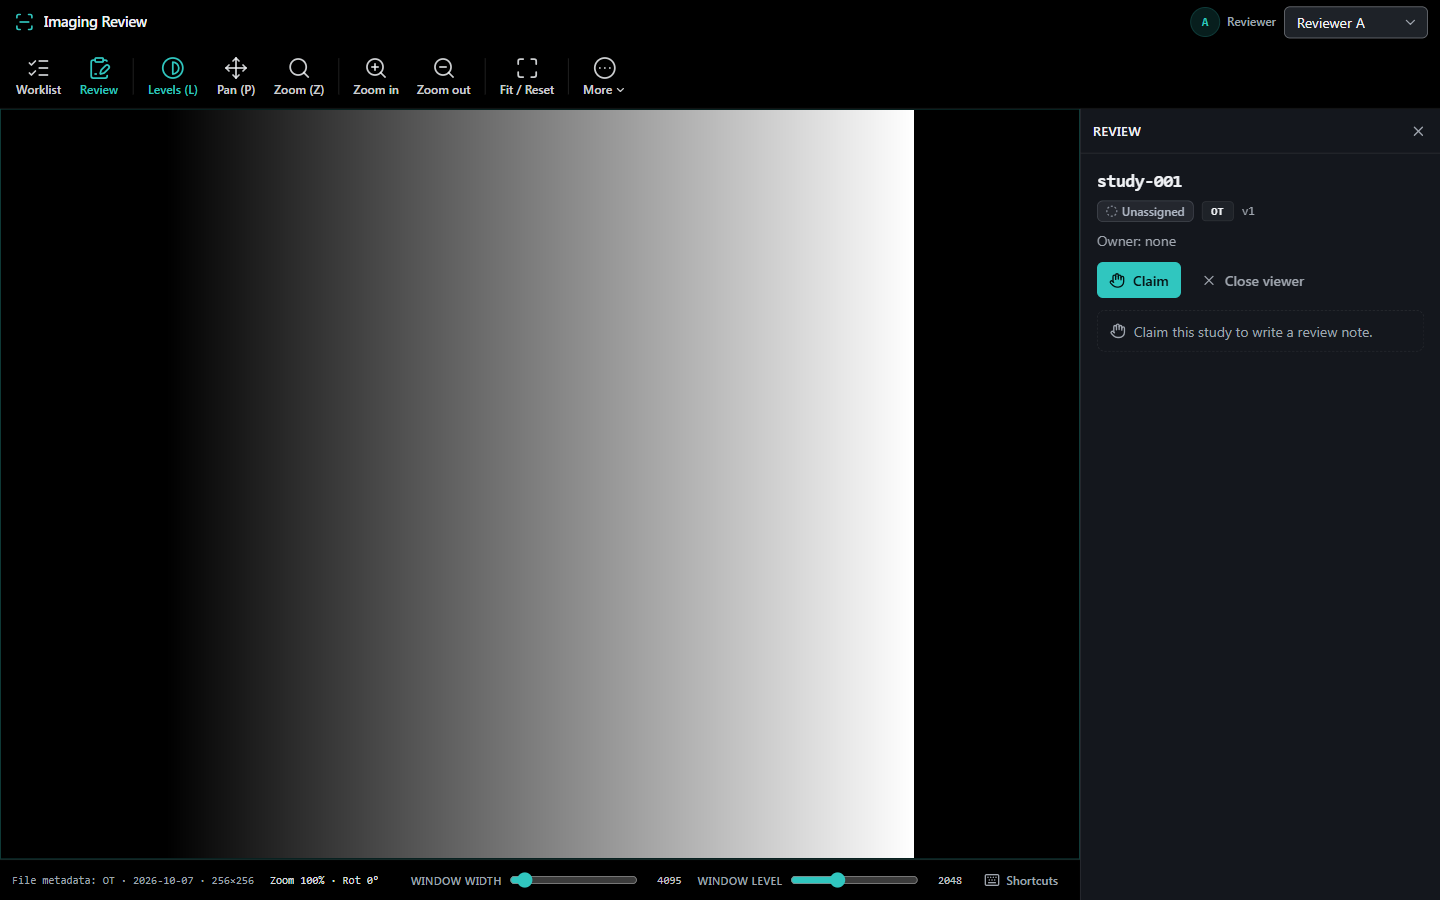 Imaging Review
A Reviewer Reviewer A
Worklist Review Levels (L) Pan (P) Zoom (Z) Zoom in Zoom out Fit / Reset More
REVIEW
study-001
Unassigned OT v1
Owner: none
Claim Close viewer
Claim this study to write a review note.
File metadata: OT · 2026-10-07 · 256×256 Zoom 100% · Rot 0° WINDOW WIDTH 4095 WINDOW LEVEL 2048 Shortcuts